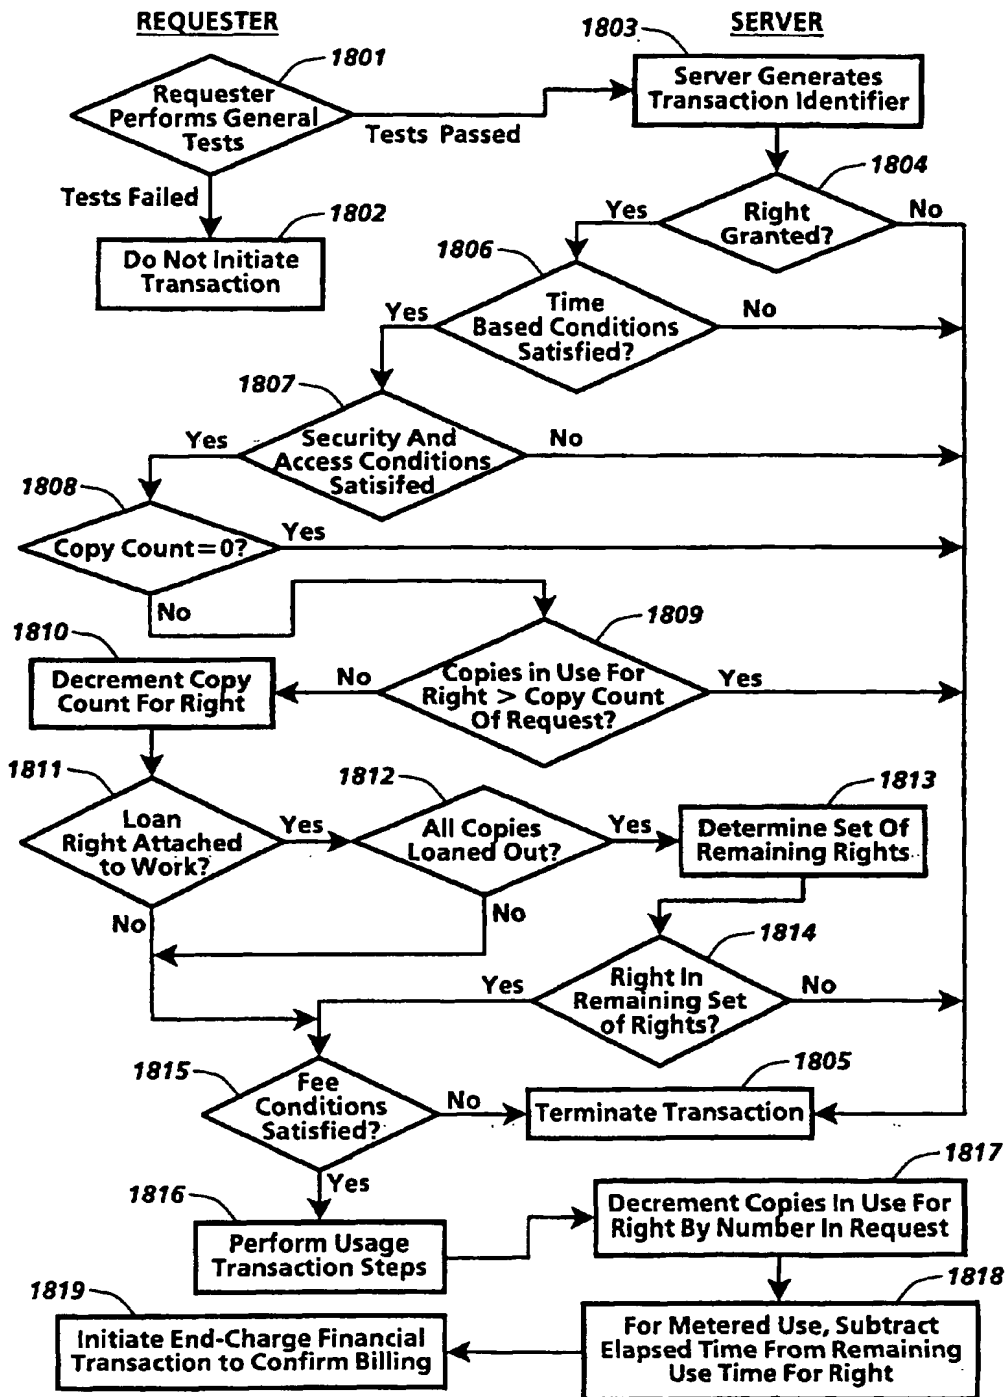 REQUESTER
SERVER
1801
1803
Requester
Performs General
Tests
Server Generates
Transaction Identifier
Tests Passed
Tests Failed
1802
Do Not Initiate
Transaction
1804
Right
Granted?
Yes
No
1806
Time
Based Conditions
Satisfied?
Yes
No
1807
Security And
Access Conditions
Satisifed
Yes
No
1808
Copy Count=0?
Yes
No
1809
Copies in Use For
Right > Copy Count
Of Request?
No
Yes
1810
Decrement Copy
Count For Right
1811
Loan
Right Attached
to Work?
Yes
No
1812
All Copies
Loaned Out?
Yes
No
1813
Determine Set Of
Remaining Rights
1814
Right In
Remaining Set
of Rights?
Yes
No
1815
Fee
Conditions
Satisfied?
No
Yes
1805
Terminate Transaction
1816
Perform Usage
Transaction Steps
1817
Decrement Copies In Use For
Right By Number In Request
1818
For Metered Use, Subtract
Elapsed Time From Remaining
Use Time For Right
1819
Initiate End-Charge Financial
Transaction to Confirm Billing